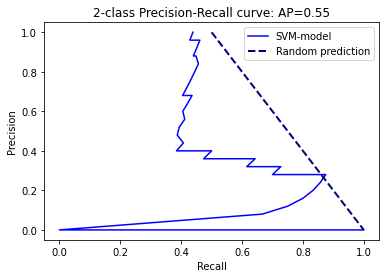 2-class Precision-Recall curve: AP=0.55
SVM-model
Random prediction
Precision
1.0
0.8
0.6
0.4
0.2
0.0
0.0 0.2 0.4 0.6 0.8 1.0
Recall